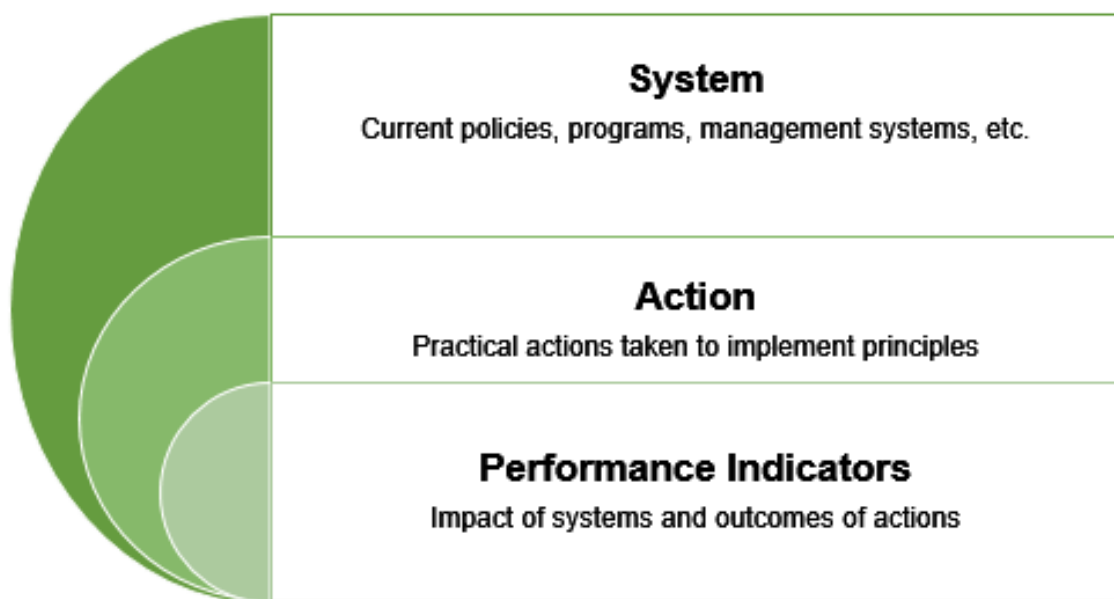 System
Current policies, programs, management systems, etc.
Action
Practical actions taken to implement principles
Performance Indicators
Impact of systems and outcomes of actions